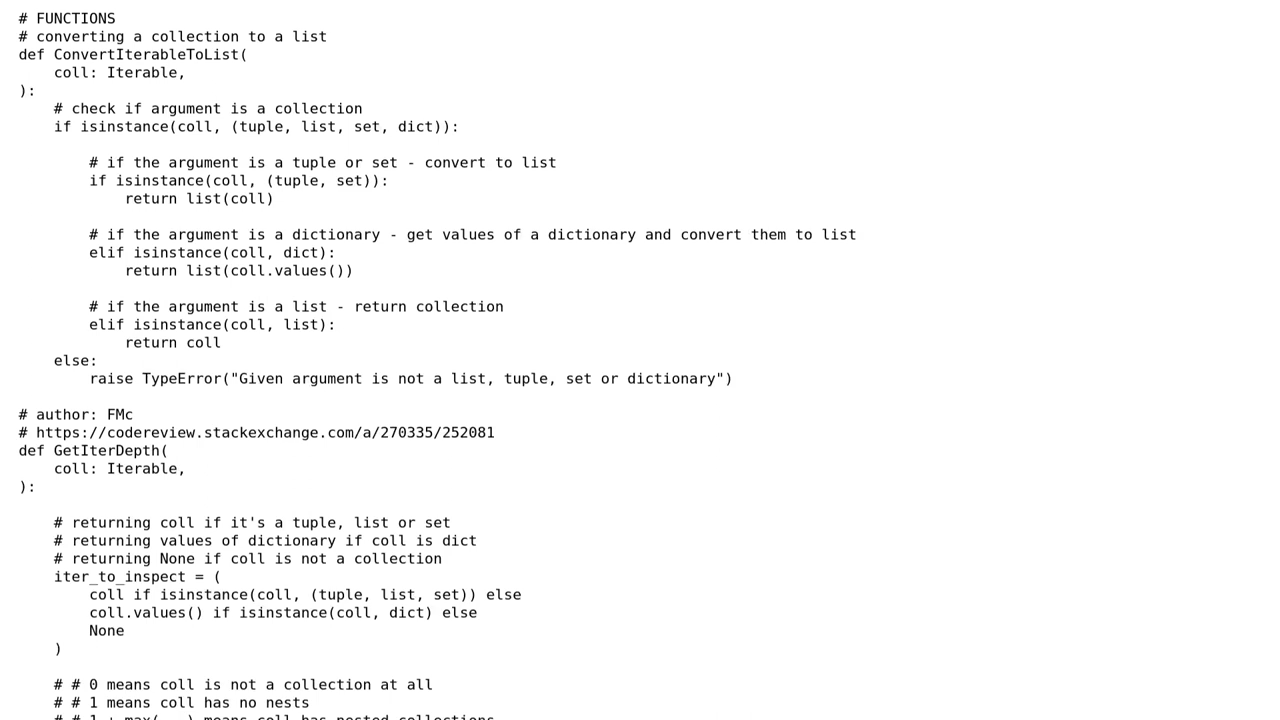 # FUNCTIONS
# converting a collection to a list
def ConvertIterableToList(
    coll: Iterable,
):
    # check if argument is a collection
    if isinstance(coll, (tuple, list, set, dict)):

        # if the argument is a tuple or set - convert to list
        if isinstance(coll, (tuple, set)):
            return list(coll)

        # if the argument is a dictionary - get values of a dictionary and convert them to list
        elif isinstance(coll, dict):
            return list(coll.values())

        # if the argument is a list - return collection
        elif isinstance(coll, list):
            return coll
    else:
        raise TypeError("Given argument is not a list, tuple, set or dictionary")

# author: FMc
# https://codereview.stackexchange.com/a/270335/252081
def GetIterDepth(
    coll: Iterable,
):

    # returning coll if it's a tuple, list or set
    # returning values of dictionary if coll is dict
    # returning None if coll is not a collection
    iter_to_inspect = (
        coll if isinstance(coll, (tuple, list, set)) else
        coll.values() if isinstance(coll, dict) else
        None
    )

    # # 0 means coll is not a collection at all
    # # 1 means coll has no nests
    # # 1 + max(...) means coll has nested collections